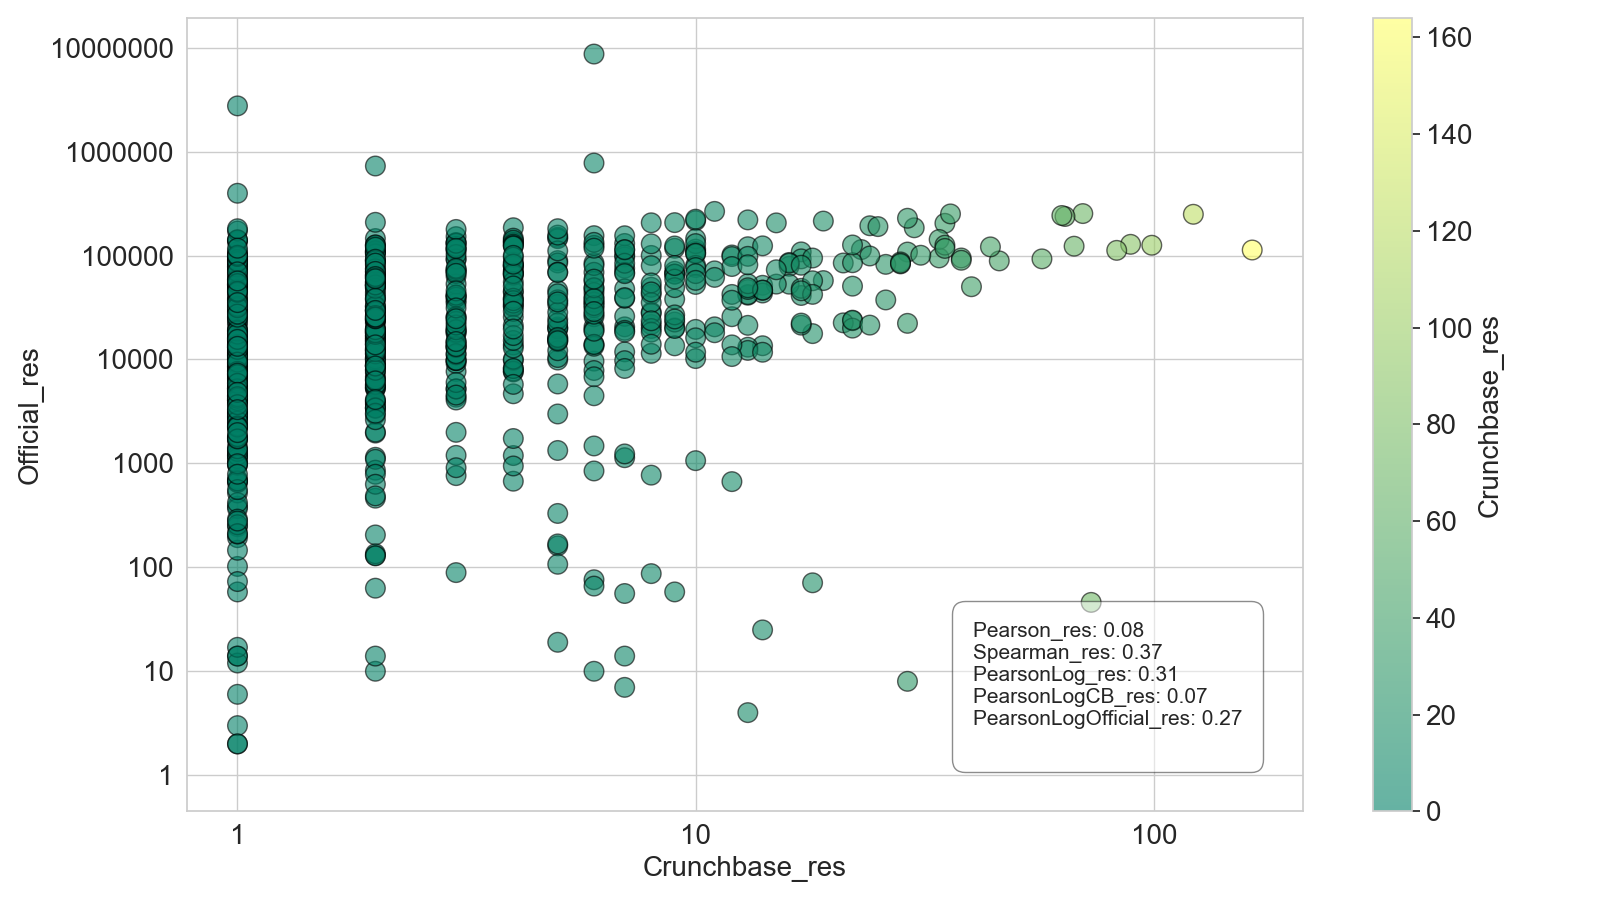 10000000
1000000
100000
10000
1000
100
10
1
Official_res
1
10
100
Crunchbase_res
Pearson_res: 0.08
Spearman_res: 0.37
PearsonLog_res: 0.31
PearsonLogCB_res: 0.07
PearsonLogOfficial_res: 0.27
160
140
120
100
80
60
40
20
0
Crunchbase_res